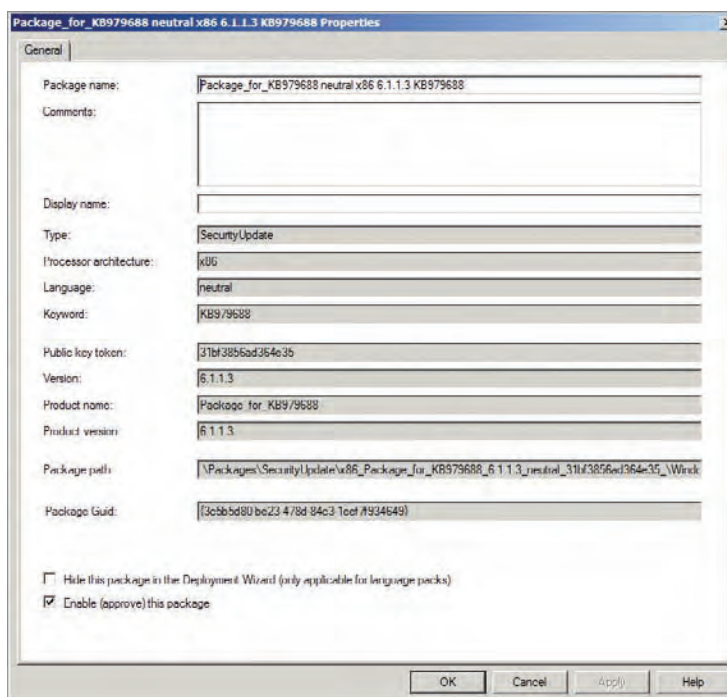 Package_for_KB979688 neutral x86 6.1.1.3 KB979688 Properties
General
Package name: Package_for_KB979688 neutral x86 6.1.1.3 KB979688
Comments:
Display name:
Type: SecurityUpdate
Processor architecture: x86
Language: neutral
Keyword: KB979688
Public key token: 31bf3856ad364e35
Version: 6.1.1.3
Product name: Package_for_KB979688
Product version 6.1.1.3
Package path .\Packages\SecurityUpdate\x86_Package_for_KB979688_6.1.1.3_neutral_31bf3856ad364e35_\Windo
Package Guid:
Hide this package in the Deployment Wizard (only applicable for language packs)
Enable (approve) this package
OK Cancel Apply Help